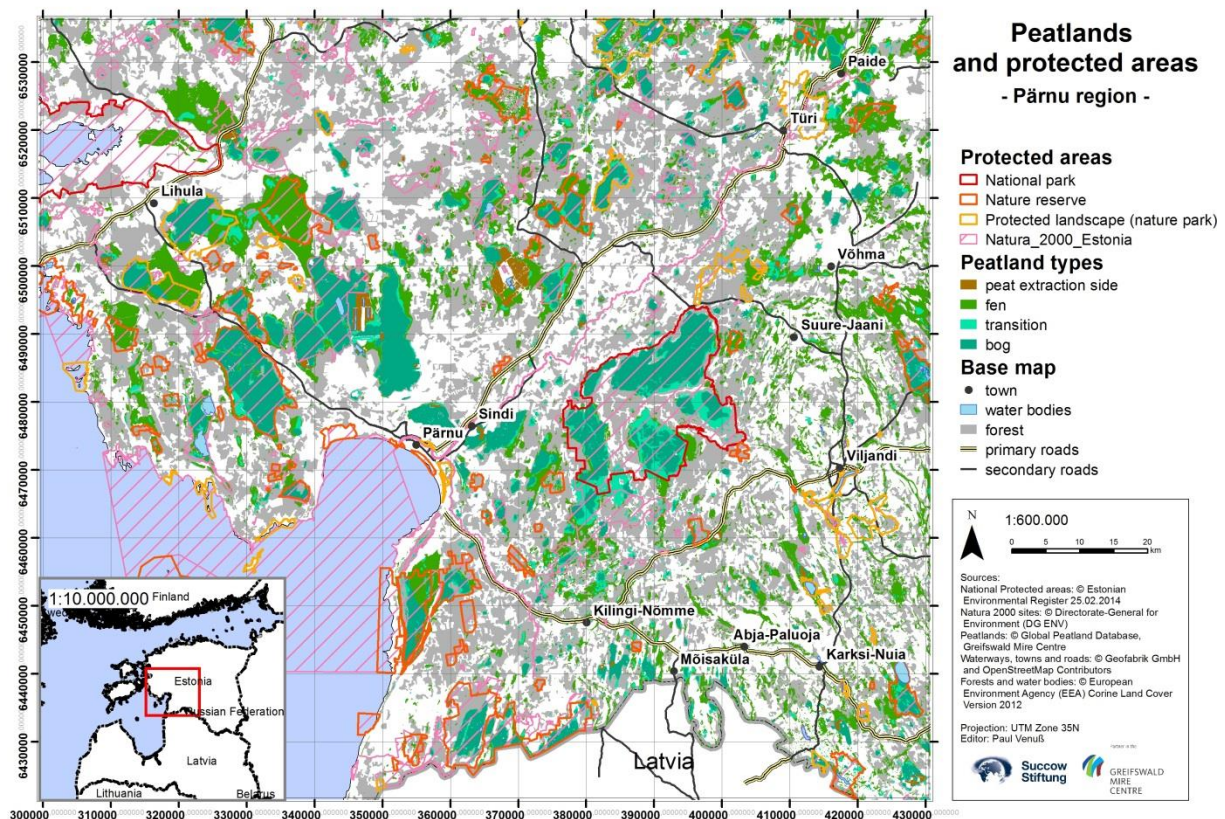 Peatlands
and protected areas
- Pärnu region -
Protected areas
National park
Nature reserve
Protected landscape (nature park)
Natura_2000_Estonia
Peatland types
peat extraction side
fen
transition
bog
Base map
town
water bodies
forest
primary roads
secondary roads
N
1:600.000
0 5 10 15 20
km
Sources:
National Protected areas: © Estonian
Environmental Register 25.02.2014
Natura 2000 sites: © Directorate-General for
Environment (DG ENV)
Peatlands: © Global Peatland Database,
Greifswald Mire Centre
Waterways, towns and roads: © Geofabrik GmbH
and OpenStreetMap Contributors
Forests and water bodies: © European
Environment Agency (EEA) Corine Land Cover
Version 2012
Projection: UTM Zone 35N
Editor: Paul Venuß
Succow
Stiftung
GREIFSWALD
MIRE
CENTRE
Paide
Türi
Lihula
Võhma
Suure-Jaani
Sindi
Pärnu
Viljandi
Kilingi-Nõmme
Abja-Paluoja
Mõisaküla
Karksi-Nuia
Latvia
1:10.000.000
Finland
Estonia
Russian Federation
Latvia
Lithuania
Belarus
6530000
6520000
6510000
6500000
6490000
6480000
6470000
6460000
6450000
6440000
6430000
300000 310000 320000 330000 340000 350000 360000 370000 380000 390000 400000 410000 420000 430000